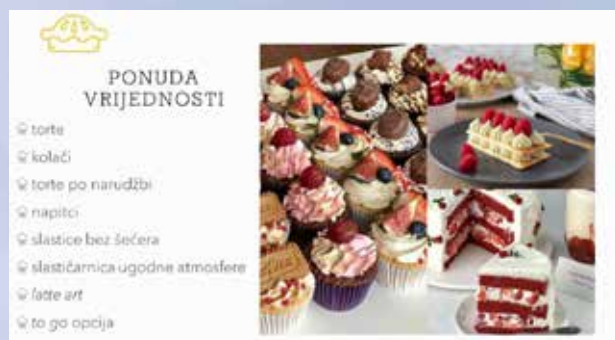 PONUDA
VRIJEDNOSTI
torte
kolači
torte po narudžbi
napitci
slastice bez šećera
slastičarnica ugodne atmosfere
latte art
to go opcija